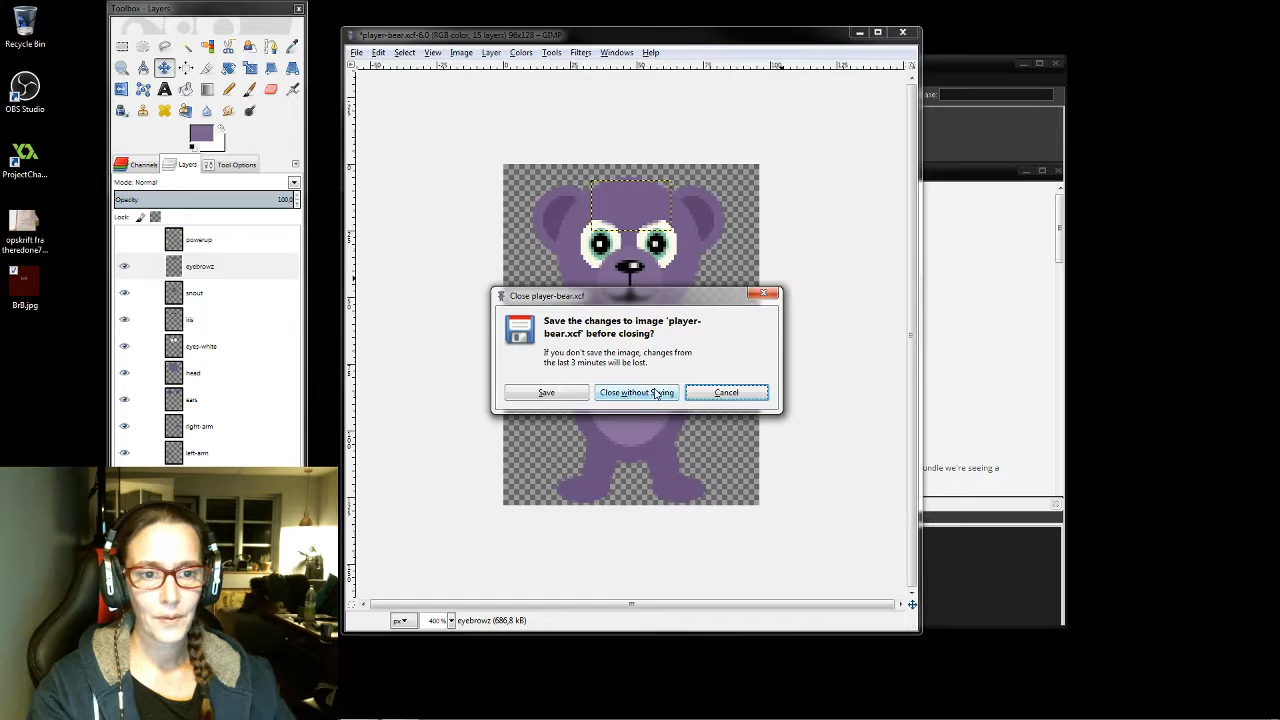 Recycle Bin
OBS Studio
ProjectCha...
opskrift fra
theredone7...
BrB.jpg
Toolbox - Layers
Channels
Layers
Tool Options
Mode: Normal
Opacity
100.0
Lock:
powerup
eyebrowz
snout
iris
eyes-white
head
ears
right-arm
left-arm
*player-bear.xcf-6.0 (RGB color, 15 layers) 96x128 – GIMP
File Edit Select View Image Layer Colors Tools Filters Windows Help
Close player-bear.xcf
Save the changes to image 'player-
bear.xcf' before closing?
If you don't save the image, changes from
the last 3 minutes will be lost.
Save
Close without Saving
Cancel
px
400 %
eyebrowz (686,8 kB)
undle we're seeing a